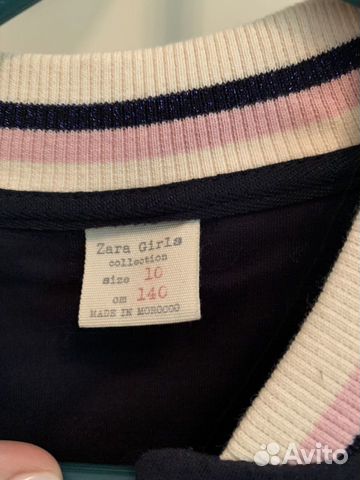 Zara Girls
collection
size 10
cm 140
MADE IN MOROCCO
Avito